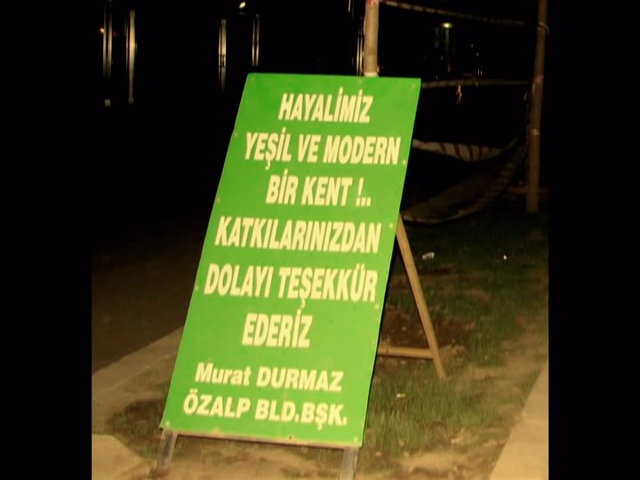 HAYALİMİZ
YEŞİL VE MODERN
BİR KENT !..
KATKILARINIZDAN
DOLAYI TEŞEKKÜR
EDERİZ
Murat DURMAZ
ÖZALP BLD.BŞK.